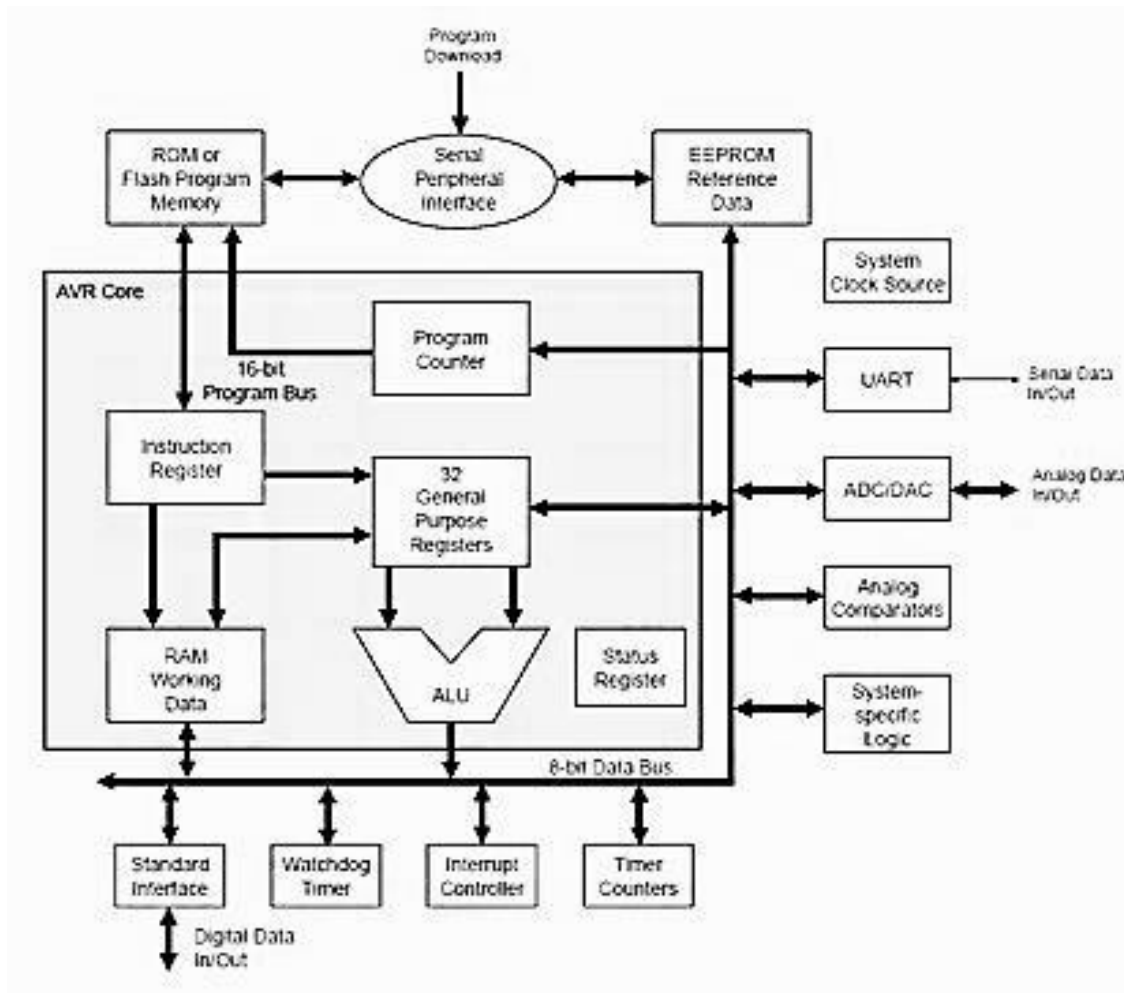 Program
Download
ROM or
Flash Program
Memory
Serial
Peripheral
Interface
EEPROM
Reference
Data
System
Clock Source
AVR Core
Program
Counter
16-bit
Program Bus
UART
Serial Data
In/Out
Instruction
Register
32
General
Purpose
Registers
ADC/DAC
Analog Data
In/Out
Analog
Comparators
RAM
Working
Data
ALU
Status
Register
System-
specific
Logic
8-bit Data Bus
Standard
Interface
Watchdog
Timer
Interrupt
Controller
Timer
Counters
Digital Data
In/Out